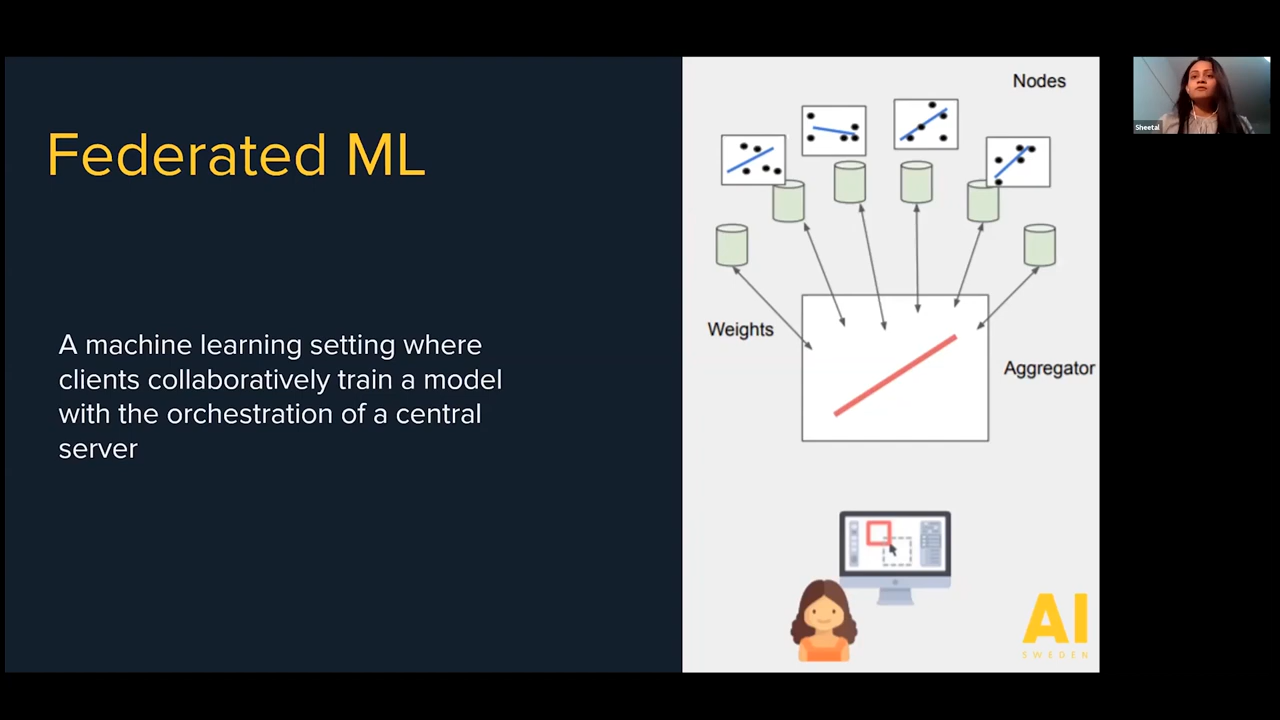 Federated ML
A machine learning setting where
clients collaboratively train a model
with the orchestration of a central
server
Nodes
Weights
Aggregator
AI
SWEDEN
Sheetal